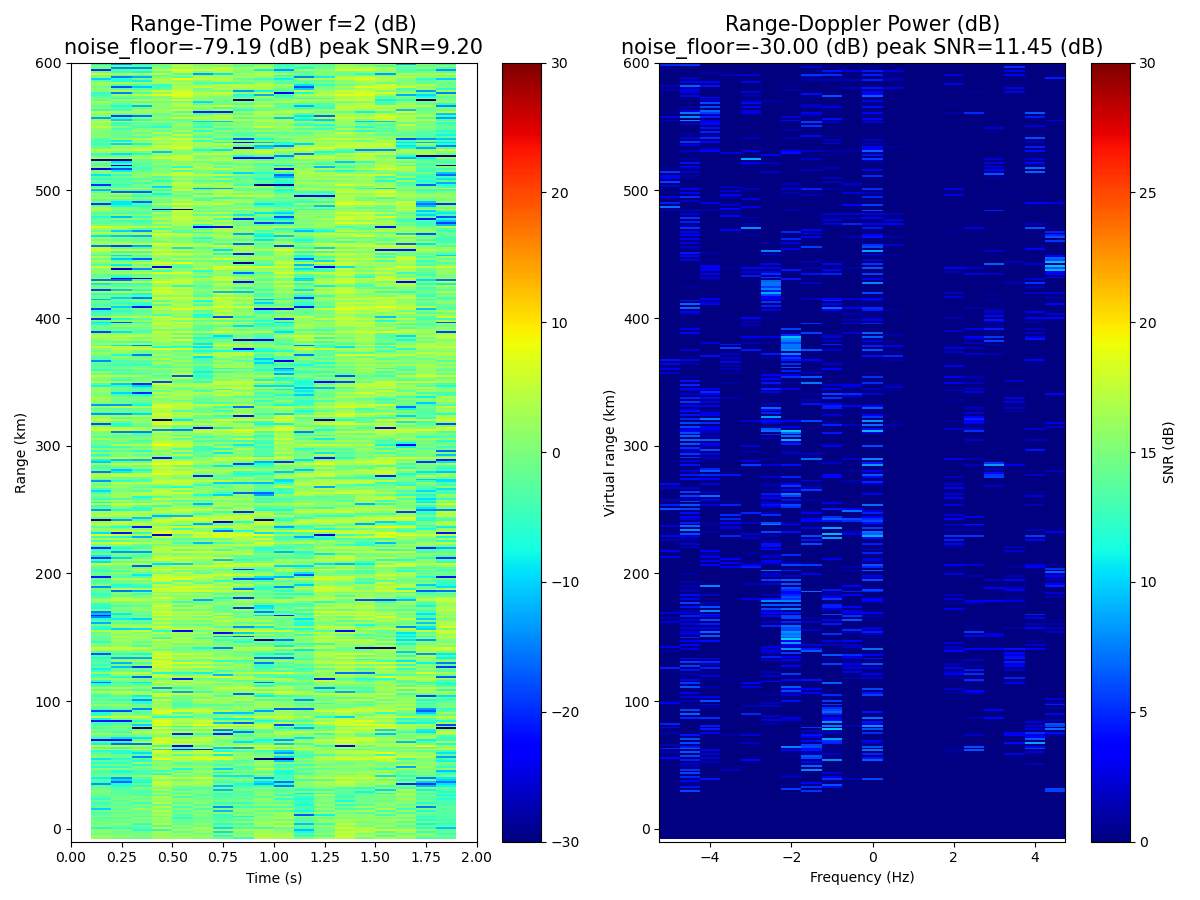 Range-Time Power f=2 (dB)
noise_floor=-79.19 (dB) peak SNR=9.20
Range (km)
600
500
400
300
200
100
0
0.00 0.25 0.50 0.75 1.00 1.25 1.50 1.75 2.00
Time (s)
30
20
10
0
−10
−20
−30
Range-Doppler Power (dB)
noise_floor=-30.00 (dB) peak SNR=11.45 (dB)
Virtual range (km)
600
500
400
300
200
100
0
−4 −2 0 2 4
Frequency (Hz)
30
25
20
15
10
5
0
SNR (dB)